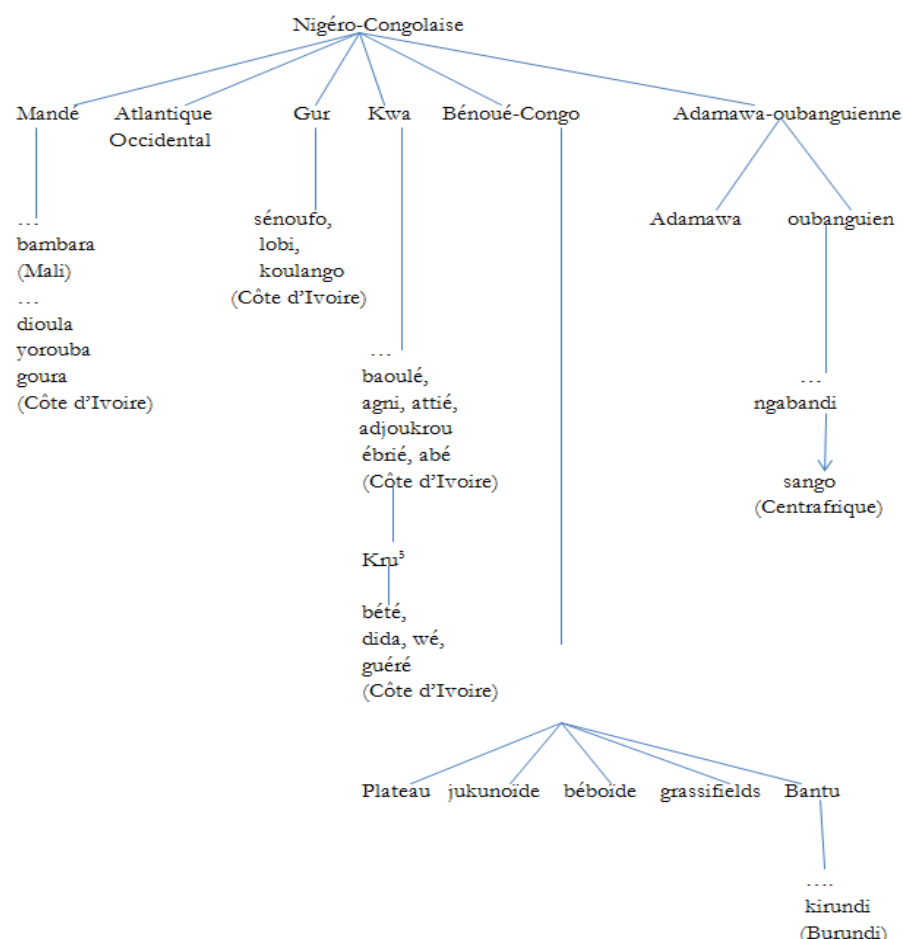 Nigéro-Congolaise
Mandé
Atlantique
Occidental
Gur
Kwa
Bénoué-Congo
Adamawa-oubanguienne
…
bambara
(Mali)
…
dioula
yorouba
goura
(Côte d'Ivoire)
sénoufo,
lobi,
koulango
(Côte d'Ivoire)
…
baoulé,
agni, attié,
adjoukrou
ébrié, abé
(Côte d'Ivoire)
Kru⁵
bété,
dida, wé,
guéré
(Côte d'Ivoire)
Adamawa
oubanguien
…
ngabandi
sango
(Centrafrique)
Plateau
jukunoïde
béboïde
grassifields
Bantu
….
kirundi
(Burundi)